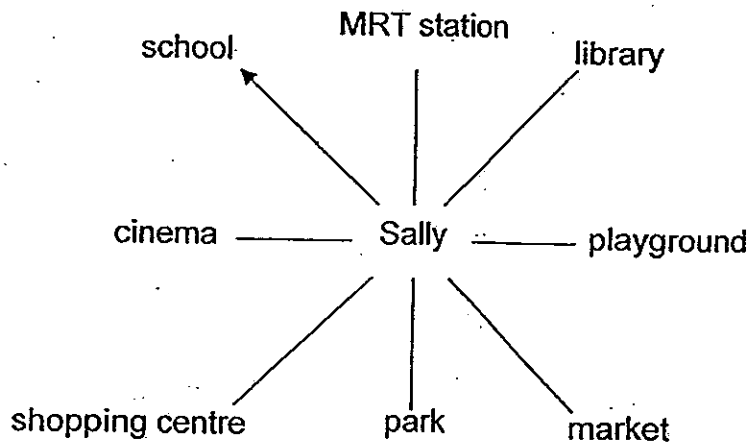 MRT station
school
library
cinema
Sally
playground
shopping centre
park
market